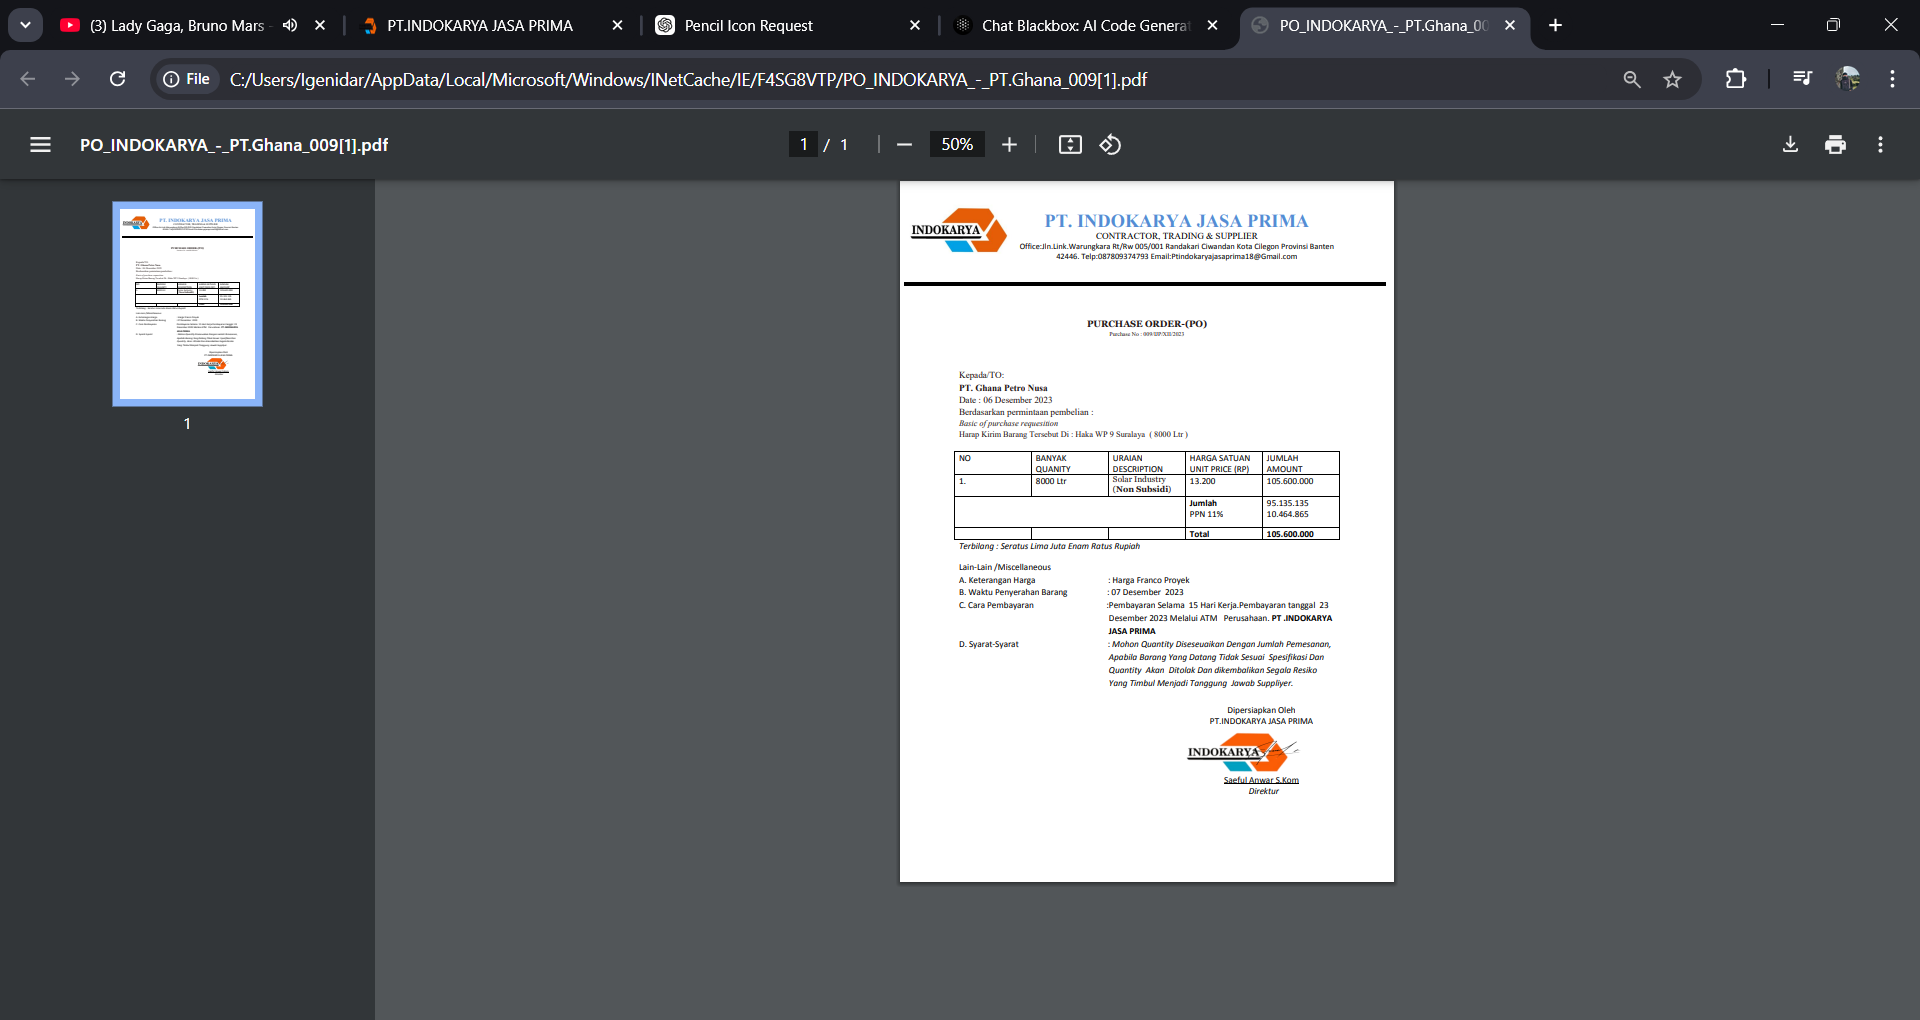 (3) Lady Gaga, Bruno Mars -
PT.INDOKARYA JASA PRIMA
Pencil Icon Request
Chat Blackbox: AI Code Generat
PO_INDOKARYA_-_PT.Ghana_00
File
C:/Users/Igenidar/AppData/Local/Microsoft/Windows/INetCache/IE/F4SG8VTP/PO_INDOKARYA_-_PT.Ghana_009[1].pdf
PO_INDOKARYA_-_PT.Ghana_009[1].pdf
1 / 1
50%
1
INDOKARYA
PT. INDOKARYA JASA PRIMA
CONTRACTOR, TRADING & SUPPLIER
Office:Jln.Link.Warungkara Rt/Rw 005/001 Randakari Ciwandan Kota Cilegon Provinsi Banten
42446. Telp:087809374793 Email:Ptindokaryajasaprima18@Gmail.com
PURCHASE ORDER-(PO)
Purchase No : 009/IJP/XII/2023
Kepada/TO:
PT. Ghana Petro Nusa
Date : 06 Desember 2023
Berdasarkan permintaan pembelian :
Basic of purchase requesition
Harap Kirim Barang Tersebut Di : Haka WP 9 Suralaya ( 8000 Ltr )
NO BANYAK URAIAN HARGA SATUAN JUMLAH
QUANITY DESCRIPTION UNIT PRICE (RP) AMOUNT
1. 8000 Ltr Solar Industry 13.200 105.600.000
(Non Subsidi)
Jumlah 95.135.135
PPN 11% 10.464.865
Total 105.600.000
Terbilang : Seratus Lima Juta Enam Ratus Rupiah
Lain-Lain /Miscellaneous
A. Keterangan Harga : Harga Franco Proyek
B. Waktu Penyerahan Barang : 07 Desember 2023
C. Cara Pembayaran :Pembayaran Selama 15 Hari Kerja.Pembayaran tanggal 23
Desember 2023 Melalui ATM Perusahaan. PT .INDOKARYA
JASA PRIMA
D. Syarat-Syarat : Mohon Quantity Diseseuaikan Dengan Jumlah Pemesanan,
Apabila Barang Yang Datang Tidak Sesuai Spesifikasi Dan
Quantity Akan Ditolak Dan dikembalikan Segala Resiko
Yang Timbul Menjadi Tanggung Jawab Suppliyer.
Dipersiapkan Oleh
PT.INDOKARYA JASA PRIMA
INDOKARYA
Saeful Anwar S.Kom
Direktur